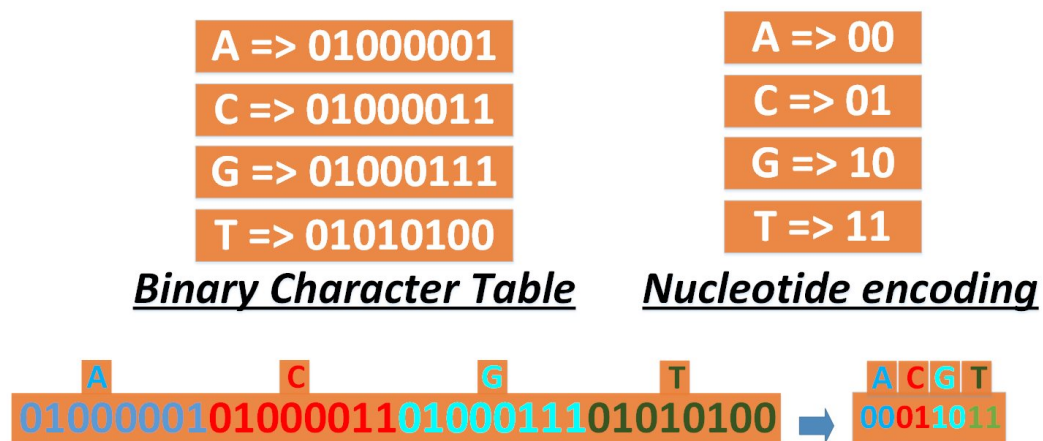 A => 01000001
C => 01000011
G => 01000111
T => 01010100
Binary Character Table
A => 00
C => 01
G => 10
T => 11
Nucleotide encoding
A C G T
01000001010000110100011101010100
A C G T
00011011